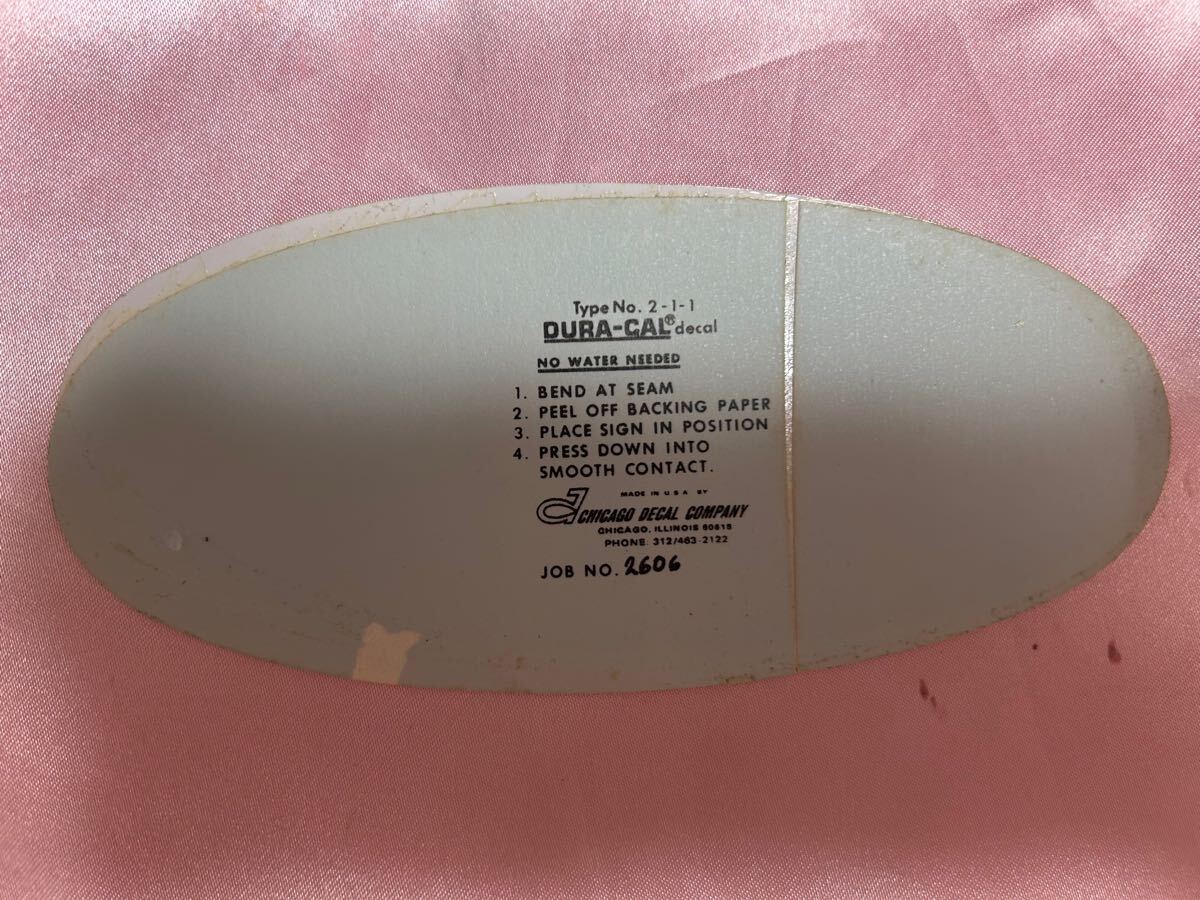 Type No. 2-1-1
DURA-CAL® decal
NO WATER NEEDED
1. BEND AT SEAM
2. PEEL OFF BACKING PAPER
3. PLACE SIGN IN POSITION
4. PRESS DOWN INTO
SMOOTH CONTACT.
MADE IN U S A BY
CHICAGO DECAL COMPANY
CHICAGO, ILLINOIS 60618
PHONE: 312/463-2122
JOB NO. 2606